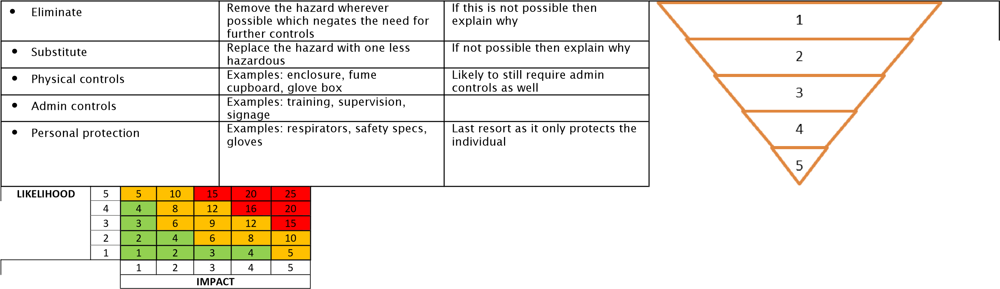 • Eliminate
Remove the hazard wherever
possible which negates the need for
further controls
If this is not possible then
explain why
1
• Substitute
Replace the hazard with one less
hazardous
If not possible then explain why
2
• Physical controls
Examples: enclosure, fume
cupboard, glove box
Likely to still require admin
controls as well
3
• Admin controls
Examples: training, supervision,
signage
4
• Personal protection
Examples: respirators, safety specs,
gloves
Last resort as it only protects the
individual
5
LIKELIHOOD 5 5 10 15 20 25
4 4 8 12 16 20
3 3 6 9 12 15
2 2 4 6 8 10
1 1 2 3 4 5
1 2 3 4 5
IMPACT